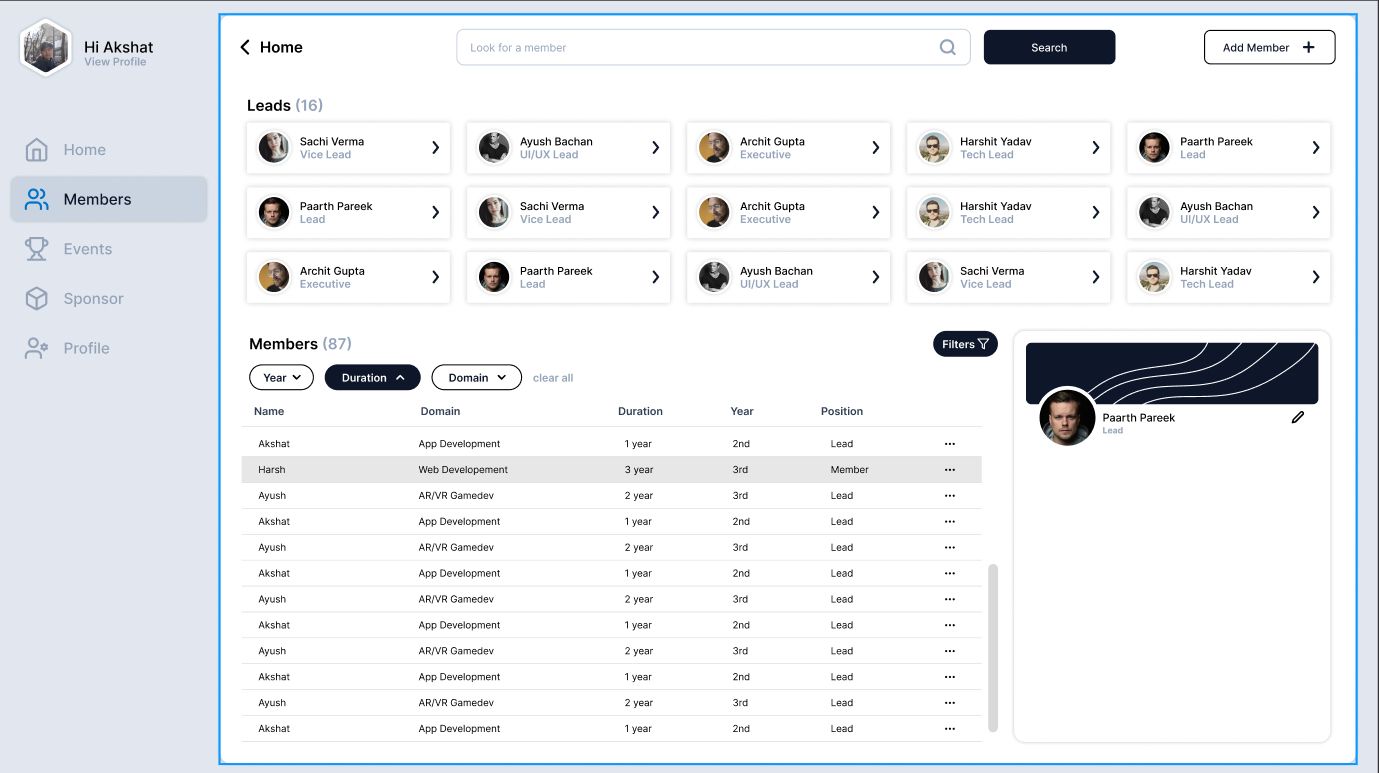 Hi Akshat
View Profile
Home
Members
Events
Sponsor
Profile
Home
Look for a member
Search
Add Member +
Leads (16)
Sachi Verma
Vice Lead
Ayush Bachan
UI/UX Lead
Archit Gupta
Executive
Harshit Yadav
Tech Lead
Paarth Pareek
Lead
Paarth Pareek
Lead
Sachi Verma
Vice Lead
Archit Gupta
Executive
Harshit Yadav
Tech Lead
Ayush Bachan
UI/UX Lead
Archit Gupta
Executive
Paarth Pareek
Lead
Ayush Bachan
UI/UX Lead
Sachi Verma
Vice Lead
Harshit Yadav
Tech Lead
Members (87)
Filters
Year Duration Domain clear all
Name Domain Duration Year Position
Akshat App Development 1 year 2nd Lead ...
Harsh Web Developement 3 year 3rd Member ...
Ayush AR/VR Gamedev 2 year 3rd Lead ...
Akshat App Development 1 year 2nd Lead ...
Ayush AR/VR Gamedev 2 year 3rd Lead ...
Akshat App Development 1 year 2nd Lead ...
Ayush AR/VR Gamedev 2 year 3rd Lead ...
Akshat App Development 1 year 2nd Lead ...
Ayush AR/VR Gamedev 2 year 3rd Lead ...
Akshat App Development 1 year 2nd Lead ...
Ayush AR/VR Gamedev 2 year 3rd Lead ...
Akshat App Development 1 year 2nd Lead ...
Paarth Pareek
Lead